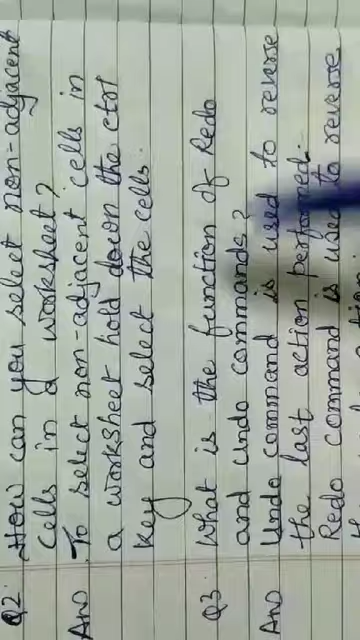 Q2 How can you select non-adjacent
cells in a worksheet?
Ans To select non-adjacent cells in
a worksheet hold down the ctrl
key and select the cells.
Q3 What is the function of Redo
and Undo commands?
Ans Undo command is used to reverse
the last action performed.
Redo command is used to reverse